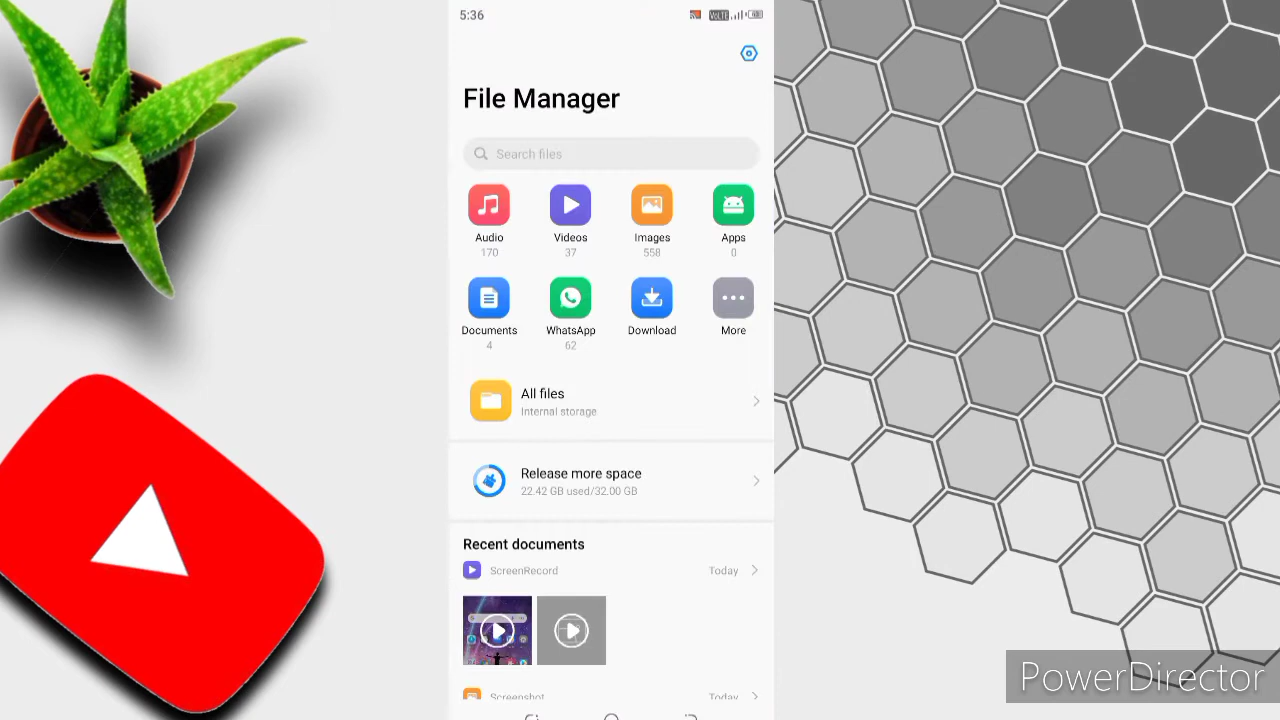 5:36
VoLTE
File Manager
Search files
Audio
170
Videos
37
Images
558
Apps
0
Documents
4
WhatsApp
62
Download
More
All files
Internal storage
Release more space
22.42 GB used/32.00 GB
Recent documents
ScreenRecord
Today
Screenshot
Today
PowerDirector